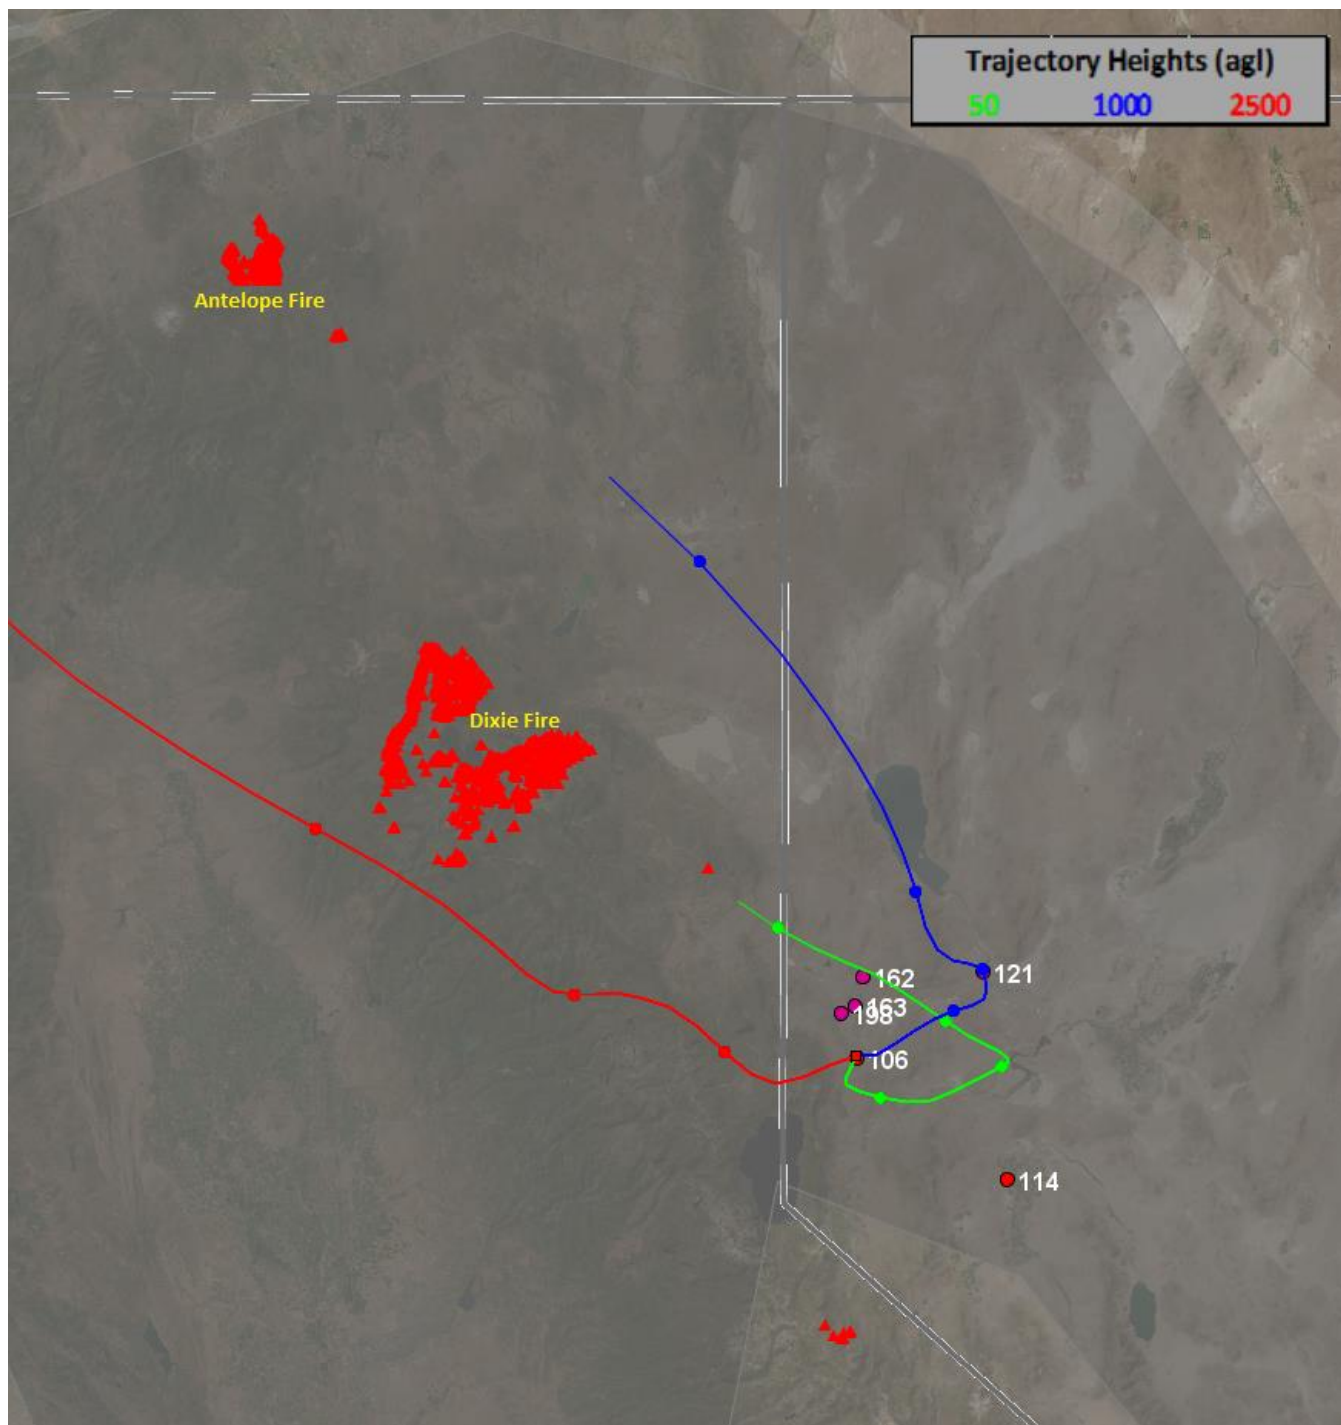 Trajectory Heights (agl)
50 1000 2500
Antelope Fire
Dixie Fire
162
121
163
198
106
114